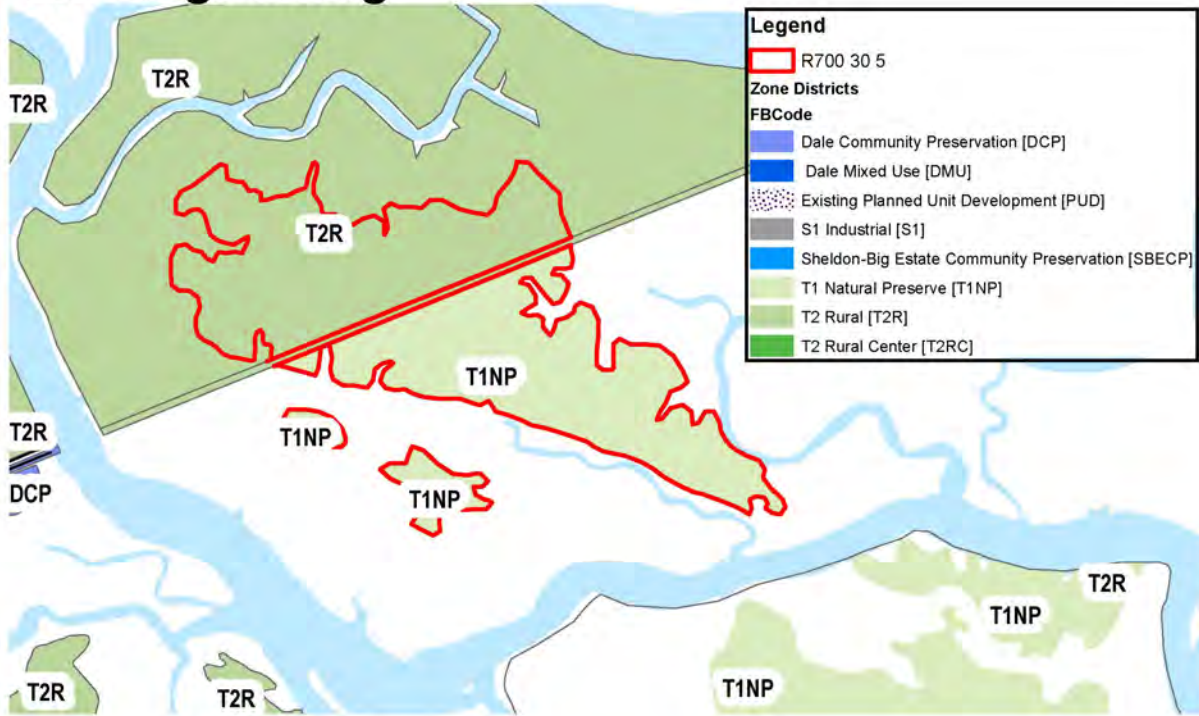 Legend
R700 30 5
Zone Districts
FBCode
Dale Community Preservation [DCP]
Dale Mixed Use [DMU]
Existing Planned Unit Development [PUD]
S1 Industrial [S1]
Sheldon-Big Estate Community Preservation [SBECP]
T1 Natural Preserve [T1NP]
T2 Rural [T2R]
T2 Rural Center [T2RC]
T2R
T2R
T2R
T1NP
T2R
T1NP
DCP
T1NP
T2R
T1NP
T2R
T2R
T1NP